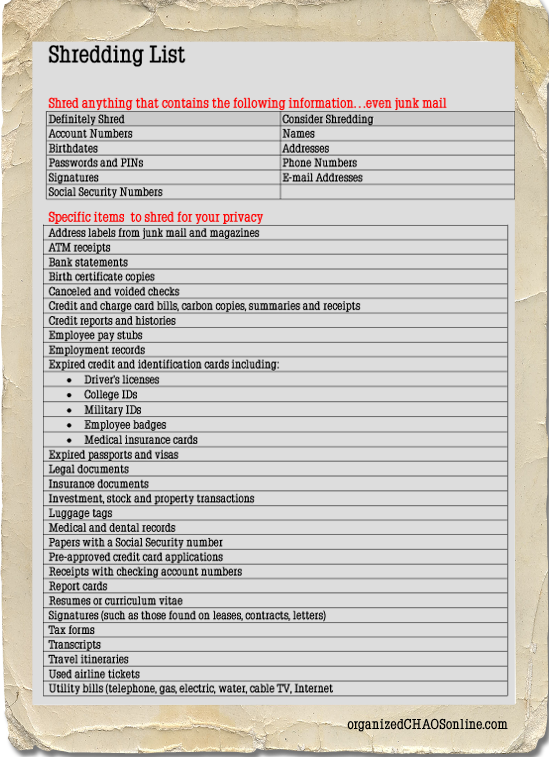 Shredding List
Shred anything that contains the following information...even junk mail
Definitely Shred Consider Shredding
Account Numbers Names
Birthdates Addresses
Passwords and PINs Phone Numbers
Signatures E-mail Addresses
Social Security Numbers
Specific items to shred for your privacy
Address labels from junk mail and magazines
ATM receipts
Bank statements
Birth certificate copies
Canceled and voided checks
Credit and charge card bills, carbon copies, summaries and receipts
Credit reports and histories
Employee pay stubs
Employment records
Expired credit and identification cards including:
• Driver's licenses
• College IDs
• Military IDs
• Employee badges
• Medical insurance cards
Expired passports and visas
Legal documents
Insurance documents
Investment, stock and property transactions
Luggage tags
Medical and dental records
Papers with a Social Security number
Pre-approved credit card applications
Receipts with checking account numbers
Report cards
Resumes or curriculum vitae
Signatures (such as those found on leases, contracts, letters)
Tax forms
Transcripts
Travel itineraries
Used airline tickets
Utility bills (telephone, gas, electric, water, cable TV, Internet
organizedCHAOSonline.com